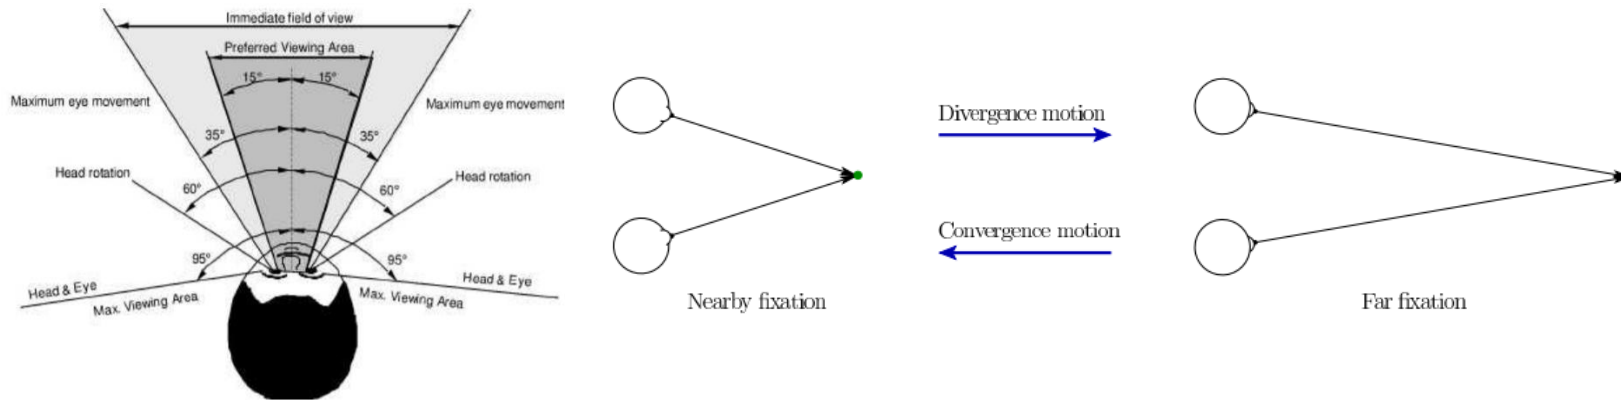 Immediate field of view
Preferred Viewing Area
15° 15°
Maximum eye movement
Maximum eye movement
35° 35°
Head rotation
Head rotation
60° 60°
95° 95°
Head & Eye
Max. Viewing Area
Head & Eye
Max. Viewing Area
Nearby fixation
Divergence motion
Convergence motion
Far fixation